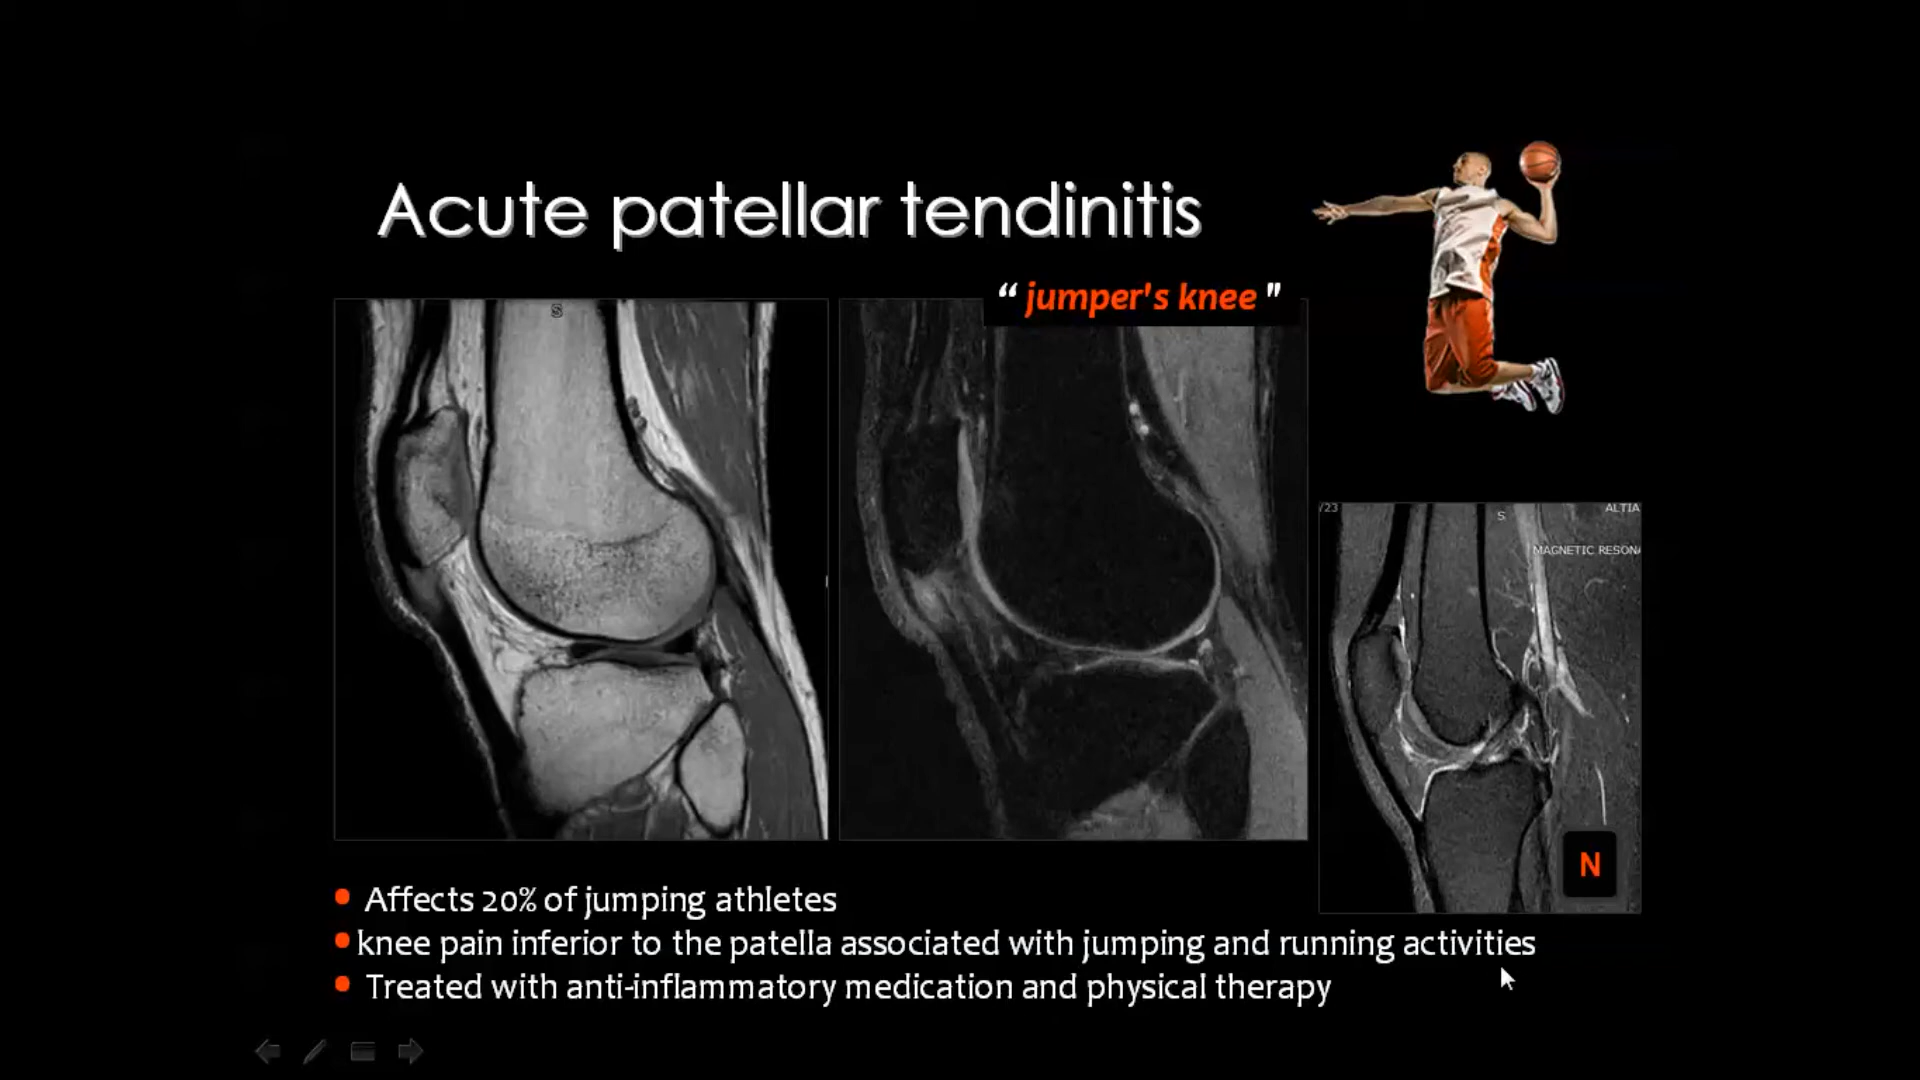 Acute patellar tendinitis
“ jumper's knee "
S
/23
S
ALTIA
MAGNETIC RESON
N
• Affects 20% of jumping athletes
• knee pain inferior to the patella associated with jumping and running activities
• Treated with anti-inflammatory medication and physical therapy